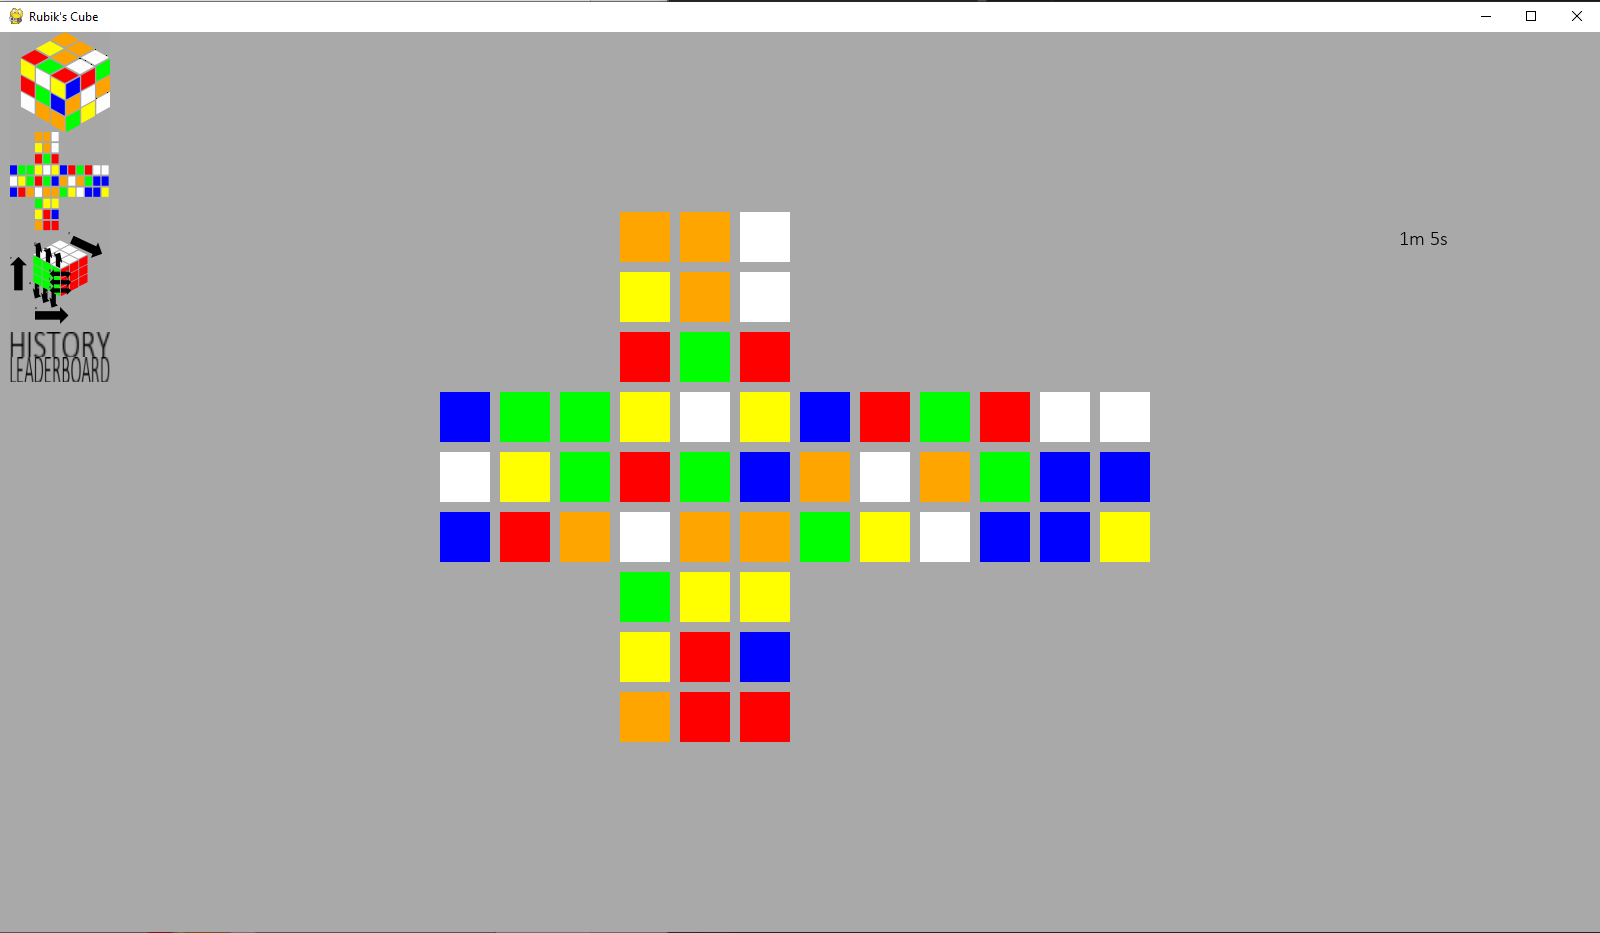 Rubik's Cube
1m 5s
HISTORY
LEADERBOARD